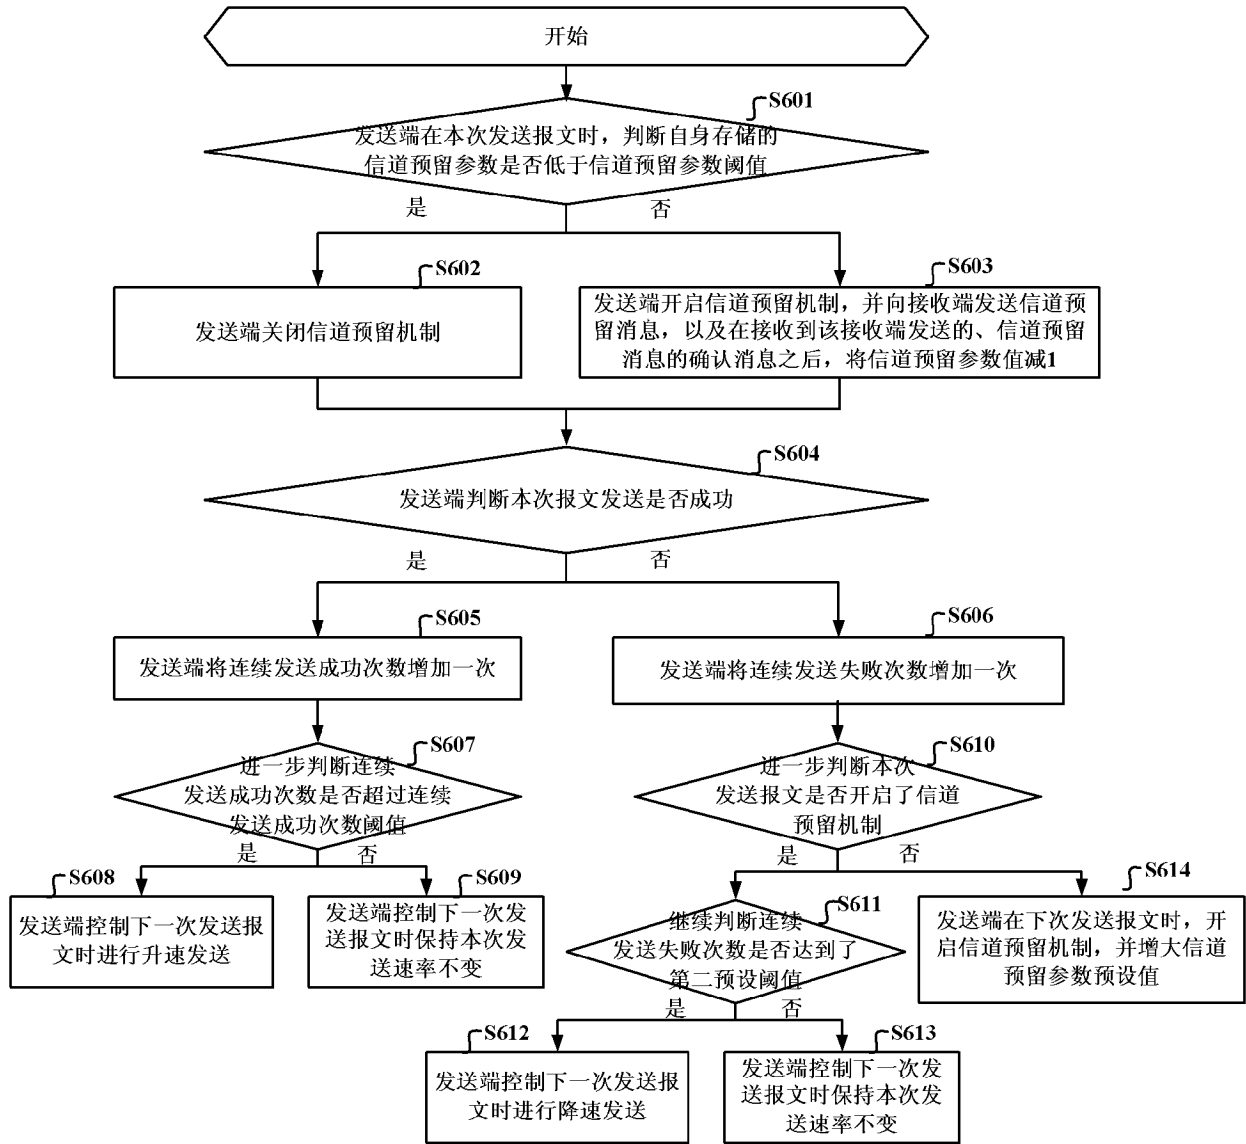 开始
S601
发送端在本次发送报文时，判断自身存储的
信道预留参数是否低于信道预留参数阈值
是
否
S602
发送端关闭信道预留机制
S603
发送端开启信道预留机制，并向接收端发送信道预
留消息，以及在接收到该接收端发送的、信道预留
消息的确认消息之后，将信道预留参数值减1
S604
发送端判断本次报文发送是否成功
是
否
S605
发送端将连续发送成功次数增加一次
S606
发送端将连续发送失败次数增加一次
S607
进一步判断连续
发送成功次数是否超过连续
发送成功次数阈值
是
否
S610
进一步判断本次
发送报文是否开启了信道
预留机制
是
否
S608
发送端控制下一次发送报
文时进行升速发送
S609
发送端控制下一次发
送报文时保持本次发
送速率不变
S611
继续判断连续
发送失败次数是否达到了
第二预设阈值
是
否
S614
发送端在下次发送报文时，开
启信道预留机制，并增大信道
预留参数预设值
S612
发送端控制下一次发送报
文时进行降速发送
S613
发送端控制下一次发
送报文时保持本次发
送速率不变